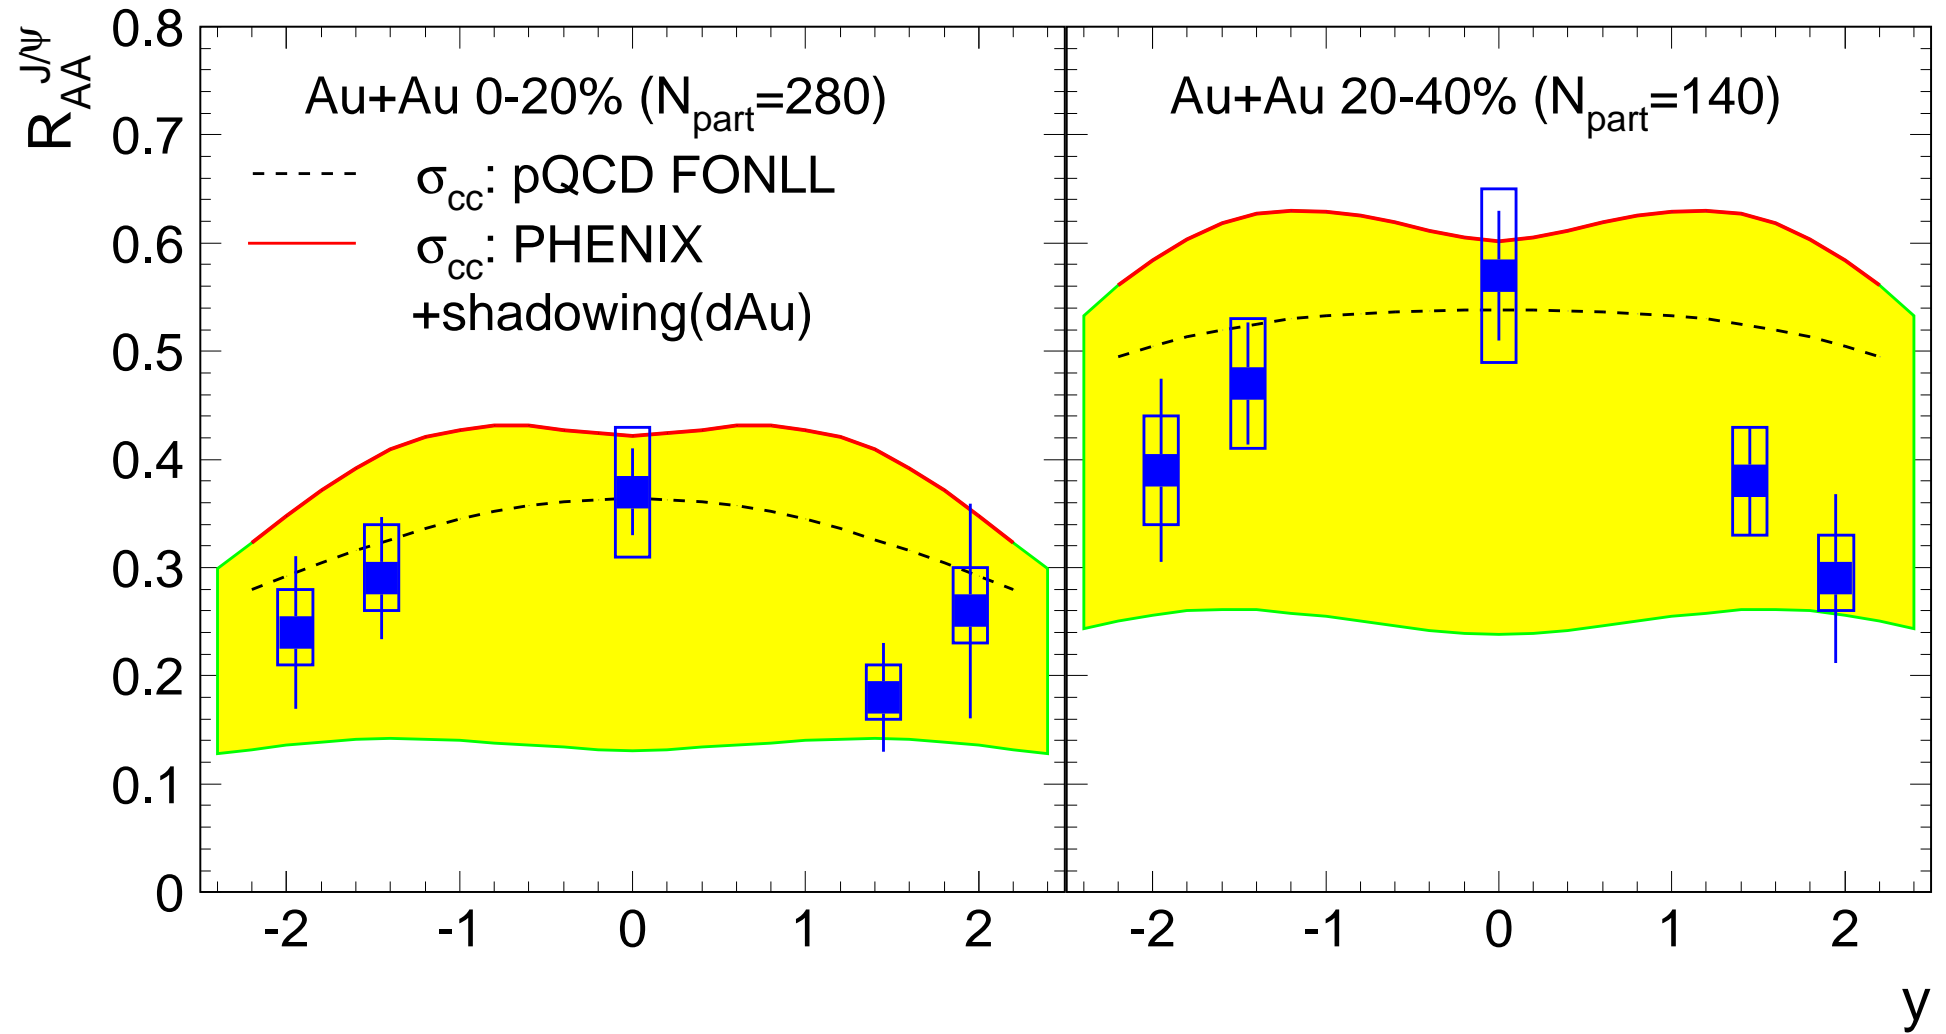 R_AA^J/ψ
0.8
0.7
0.6
0.5
0.4
0.3
0.2
0.1
0
Au+Au 0-20% (N_part=280)
σ_cc: pQCD FONLL
σ_cc: PHENIX
+shadowing(dAu)
Au+Au 20-40% (N_part=140)
-2 -1 0 1 2
-2 -1 0 1 2
y